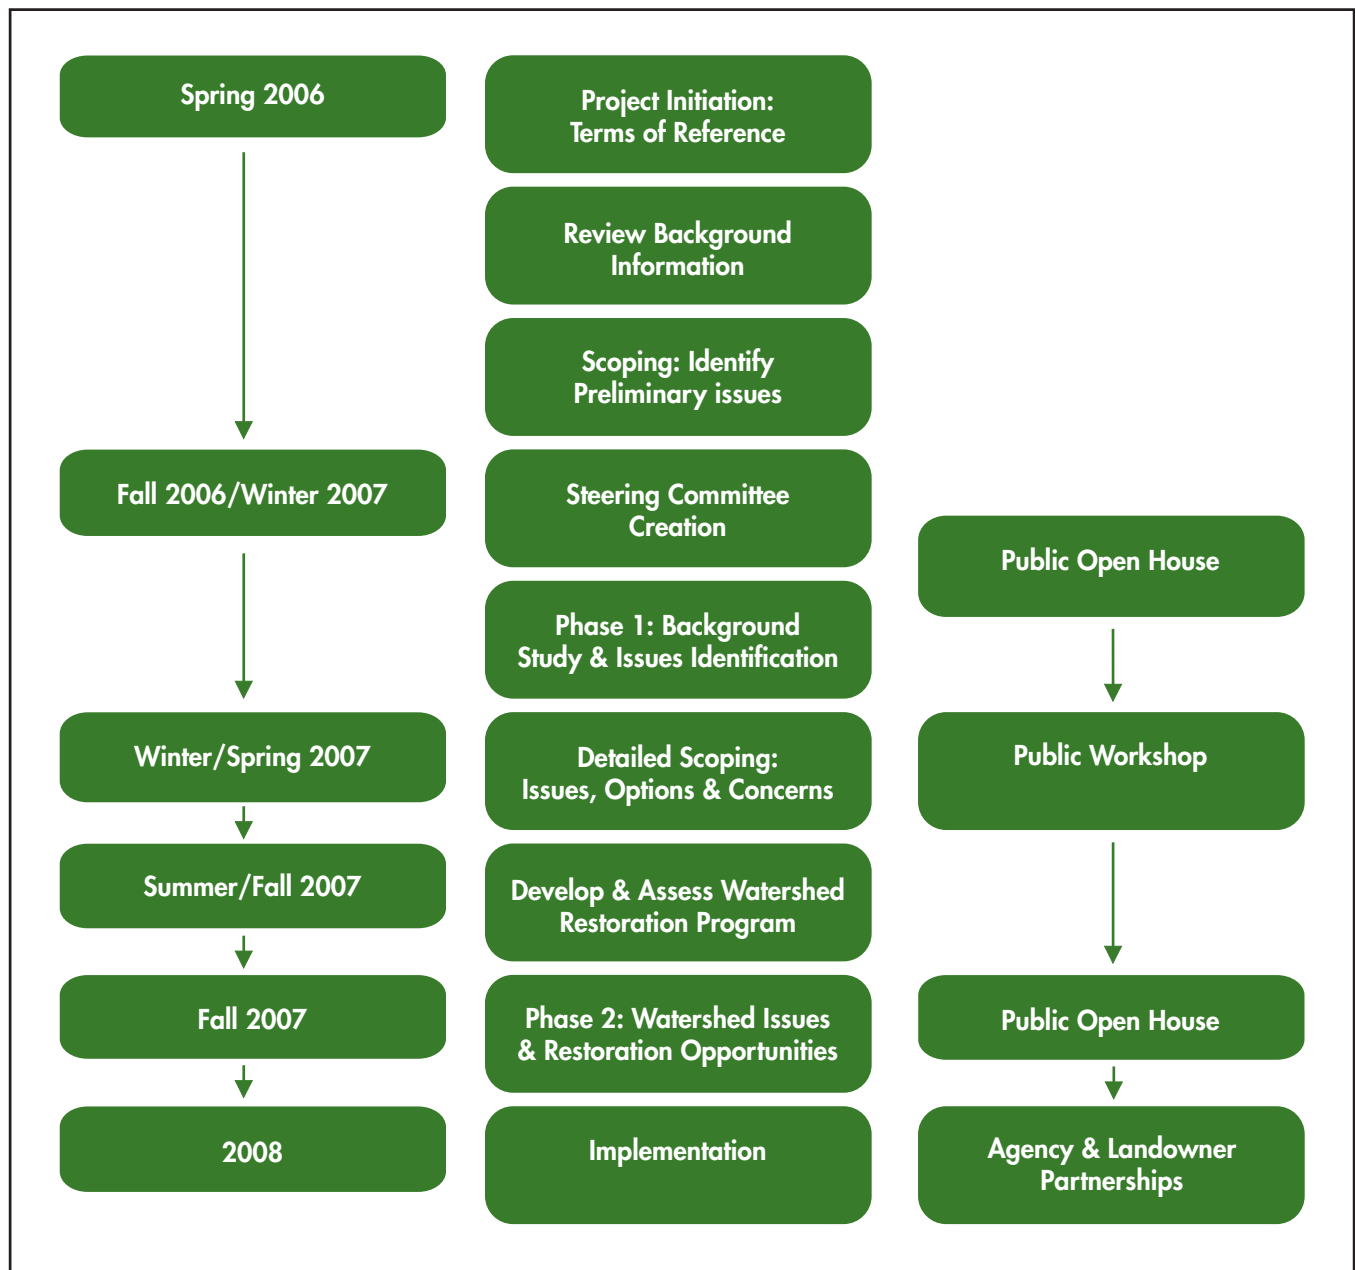 Spring 2006
Project Initiation:
Terms of Reference
Review Background
Information
Scoping: Identify
Preliminary issues
Fall 2006/Winter 2007
Steering Committee
Creation
Public Open House
Phase 1: Background
Study & Issues Identification
Winter/Spring 2007
Detailed Scoping:
Issues, Options & Concerns
Public Workshop
Summer/Fall 2007
Develop & Assess Watershed
Restoration Program
Fall 2007
Phase 2: Watershed Issues
& Restoration Opportunities
Public Open House
2008
Implementation
Agency & Landowner
Partnerships